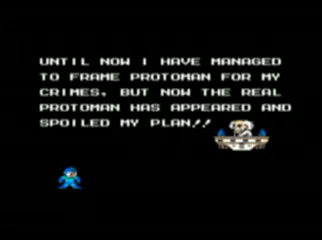 UNTIL NOW I HAVE MANAGED
TO FRAME PROTOMAN FOR MY
CRIMES, BUT NOW THE REAL
PROTOMAN HAS APPEARED AND
SPOILED MY PLAN!!